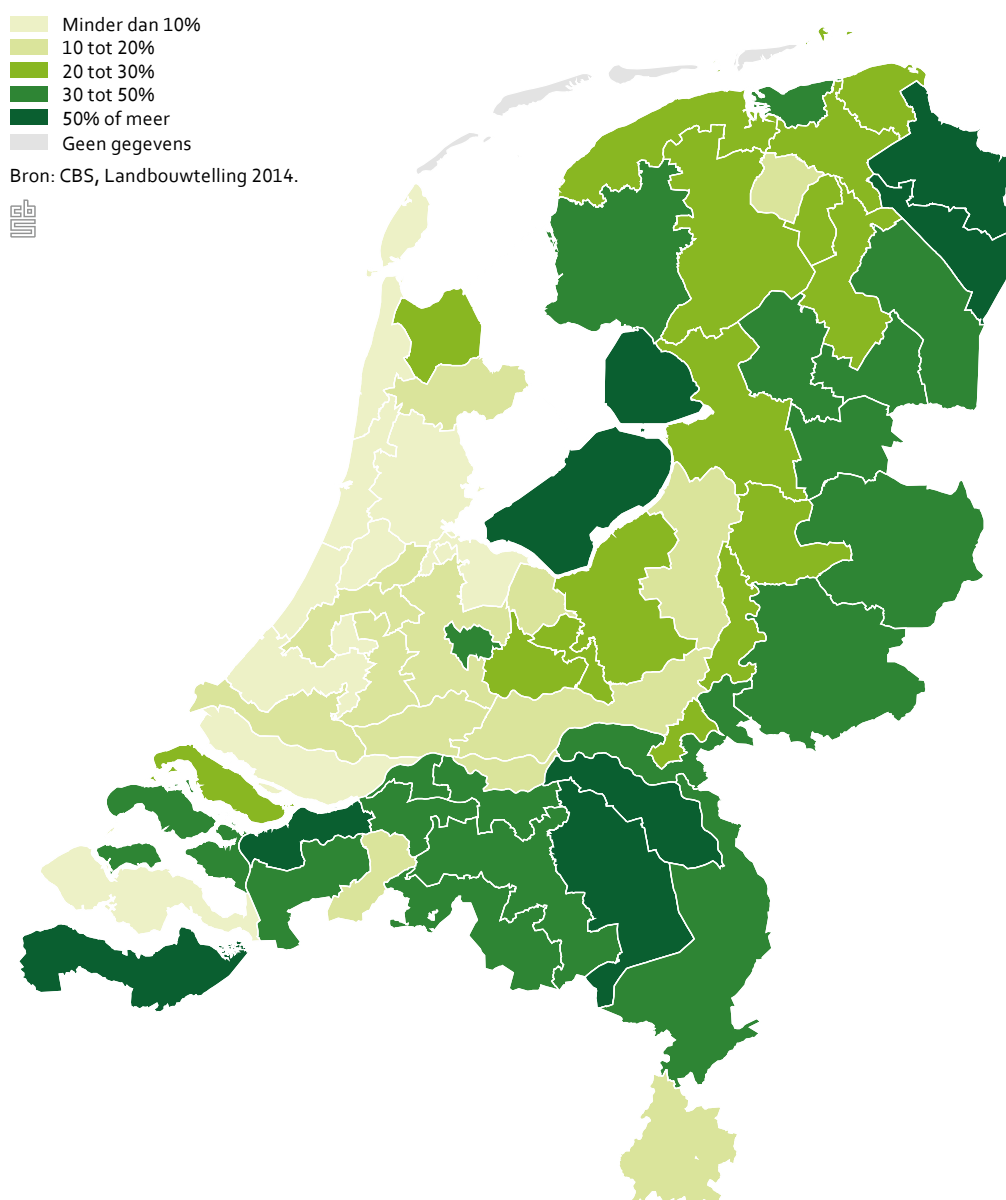 Minder dan 10%
10 tot 20%
20 tot 30%
30 tot 50%
50% of meer
Geen gegevens
Bron: CBS, Landbouwtelling 2014.
cbs